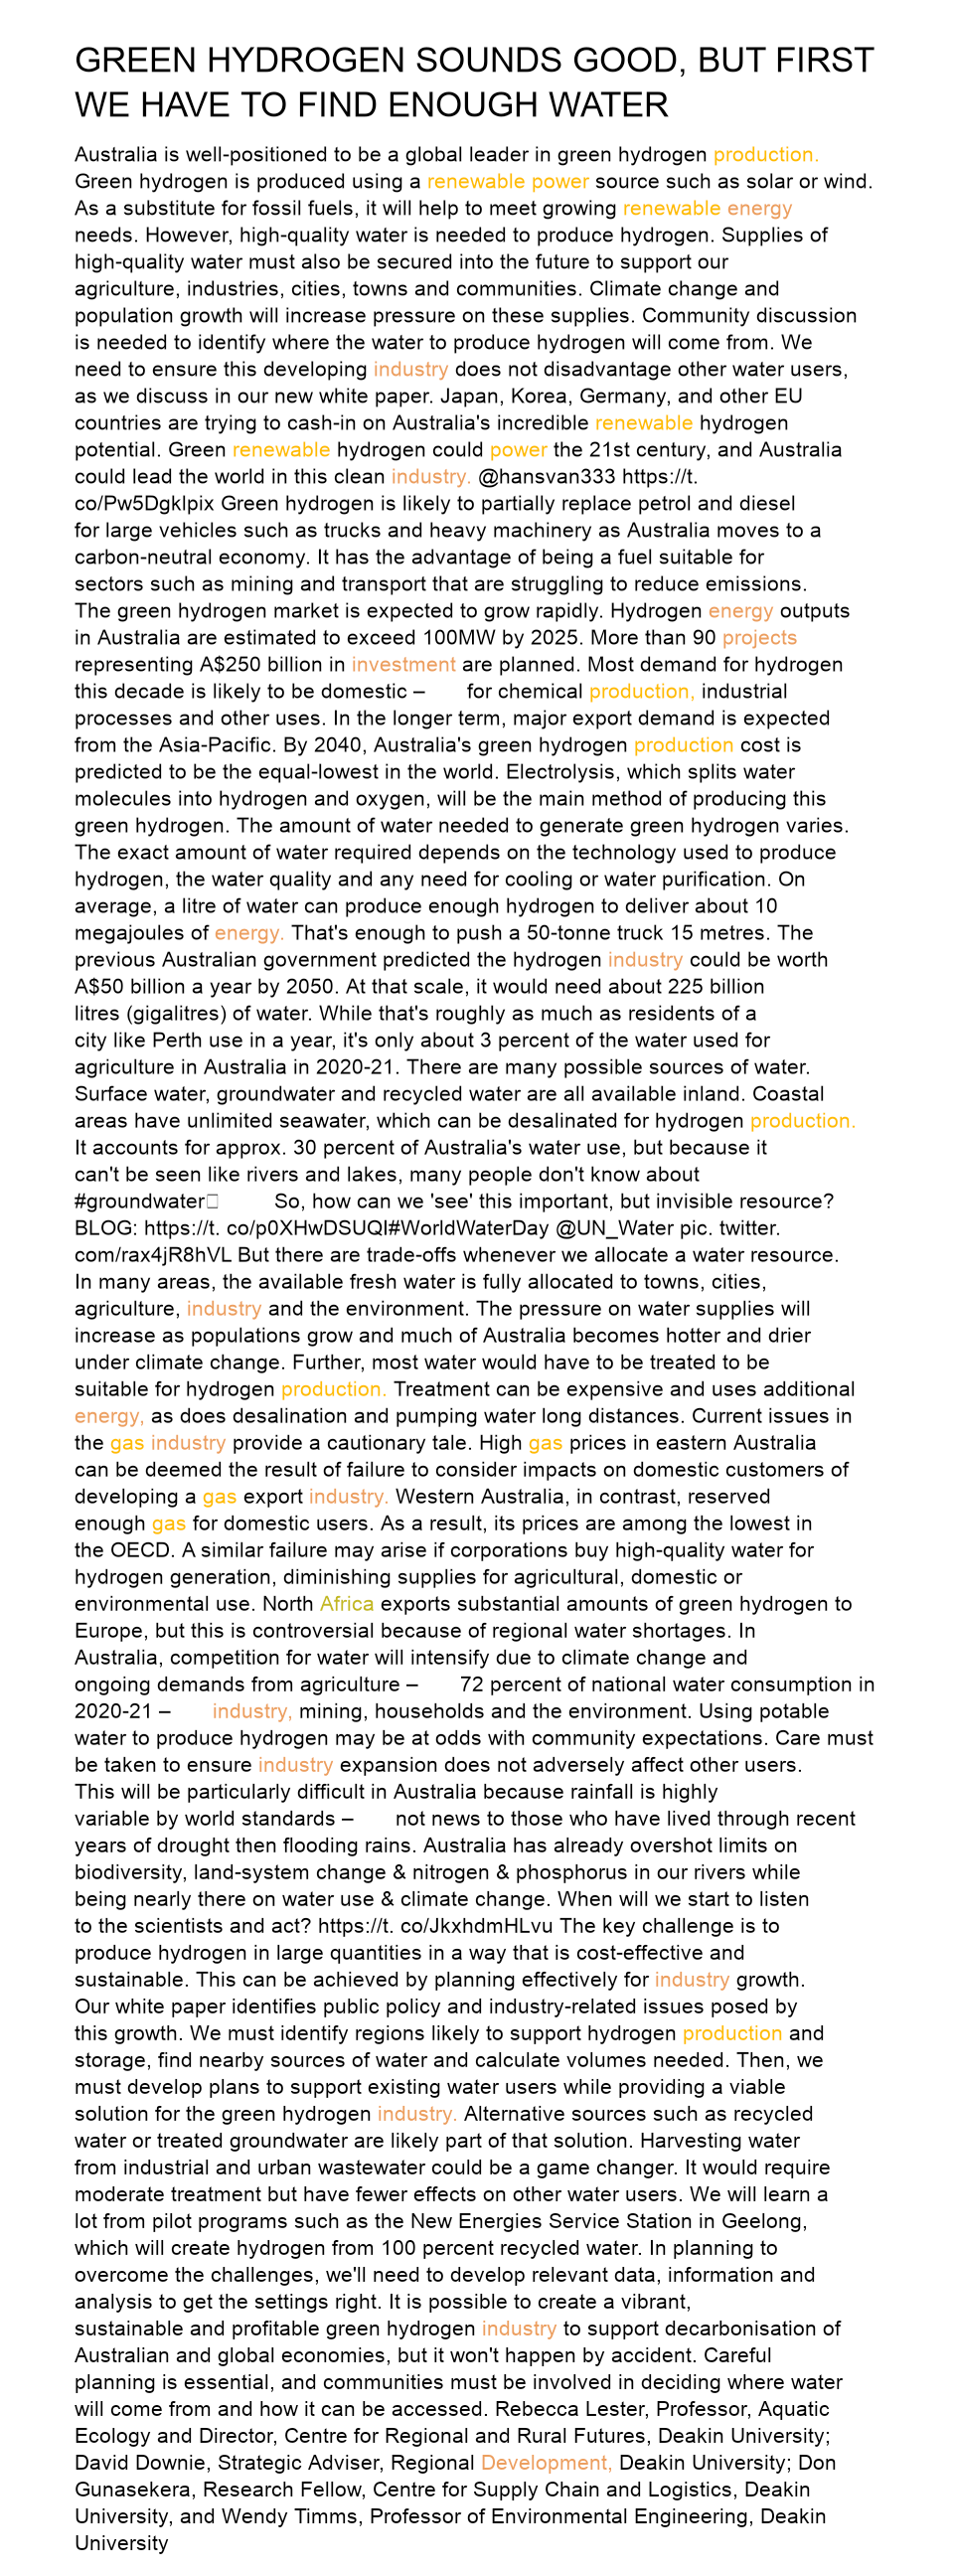 GREEN HYDROGEN SOUNDS GOOD, BUT FIRST
WE HAVE TO FIND ENOUGH WATER
Australia is well-positioned to be a global leader in green hydrogen production.
Green hydrogen is produced using a renewable power source such as solar or wind.
As a substitute for fossil fuels, it will help to meet growing renewable energy
needs. However, high-quality water is needed to produce hydrogen. Supplies of
high-quality water must also be secured into the future to support our
agriculture, industries, cities, towns and communities. Climate change and
population growth will increase pressure on these supplies. Community discussion
is needed to identify where the water to produce hydrogen will come from. We
need to ensure this developing industry does not disadvantage other water users,
as we discuss in our new white paper. Japan, Korea, Germany, and other EU
countries are trying to cash-in on Australia's incredible renewable hydrogen
potential. Green renewable hydrogen could power the 21st century, and Australia
could lead the world in this clean industry. @hansvan333 https://t.
co/Pw5Dgklpix Green hydrogen is likely to partially replace petrol and diesel
for large vehicles such as trucks and heavy machinery as Australia moves to a
carbon-neutral economy. It has the advantage of being a fuel suitable for
sectors such as mining and transport that are struggling to reduce emissions.
The green hydrogen market is expected to grow rapidly. Hydrogen energy outputs
in Australia are estimated to exceed 100MW by 2025. More than 90 projects
representing A$250 billion in investment are planned. Most demand for hydrogen
this decade is likely to be domestic – for chemical production, industrial
processes and other uses. In the longer term, major export demand is expected
from the Asia-Pacific. By 2040, Australia's green hydrogen production cost is
predicted to be the equal-lowest in the world. Electrolysis, which splits water
molecules into hydrogen and oxygen, will be the main method of producing this
green hydrogen. The amount of water needed to generate green hydrogen varies.
The exact amount of water required depends on the technology used to produce
hydrogen, the water quality and any need for cooling or water purification. On
average, a litre of water can produce enough hydrogen to deliver about 10
megajoules of energy. That's enough to push a 50-tonne truck 15 metres. The
previous Australian government predicted the hydrogen industry could be worth
A$50 billion a year by 2050. At that scale, it would need about 225 billion
litres (gigalitres) of water. While that's roughly as much as residents of a
city like Perth use in a year, it's only about 3 percent of the water used for
agriculture in Australia in 2020-21. There are many possible sources of water.
Surface water, groundwater and recycled water are all available inland. Coastal
areas have unlimited seawater, which can be desalinated for hydrogen production.
It accounts for approx. 30 percent of Australia's water use, but because it
can't be seen like rivers and lakes, many people don't know about
#groundwater So, how can we 'see' this important, but invisible resource?
BLOG: https://t. co/p0XHwDSUQI#WorldWaterDay @UN_Water pic. twitter.
com/rax4jR8hVL But there are trade-offs whenever we allocate a water resource.
In many areas, the available fresh water is fully allocated to towns, cities,
agriculture, industry and the environment. The pressure on water supplies will
increase as populations grow and much of Australia becomes hotter and drier
under climate change. Further, most water would have to be treated to be
suitable for hydrogen production. Treatment can be expensive and uses additional
energy, as does desalination and pumping water long distances. Current issues in
the gas industry provide a cautionary tale. High gas prices in eastern Australia
can be deemed the result of failure to consider impacts on domestic customers of
developing a gas export industry. Western Australia, in contrast, reserved
enough gas for domestic users. As a result, its prices are among the lowest in
the OECD. A similar failure may arise if corporations buy high-quality water for
hydrogen generation, diminishing supplies for agricultural, domestic or
environmental use. North Africa exports substantial amounts of green hydrogen to
Europe, but this is controversial because of regional water shortages. In
Australia, competition for water will intensify due to climate change and
ongoing demands from agriculture – 72 percent of national water consumption in
2020-21 – industry, mining, households and the environment. Using potable
water to produce hydrogen may be at odds with community expectations. Care must
be taken to ensure industry expansion does not adversely affect other users.
This will be particularly difficult in Australia because rainfall is highly
variable by world standards – not news to those who have lived through recent
years of drought then flooding rains. Australia has already overshot limits on
biodiversity, land-system change & nitrogen & phosphorus in our rivers while
being nearly there on water use & climate change. When will we start to listen
to the scientists and act? https://t. co/JkxhdmHLvu The key challenge is to
produce hydrogen in large quantities in a way that is cost-effective and
sustainable. This can be achieved by planning effectively for industry growth.
Our white paper identifies public policy and industry-related issues posed by
this growth. We must identify regions likely to support hydrogen production and
storage, find nearby sources of water and calculate volumes needed. Then, we
must develop plans to support existing water users while providing a viable
solution for the green hydrogen industry. Alternative sources such as recycled
water or treated groundwater are likely part of that solution. Harvesting water
from industrial and urban wastewater could be a game changer. It would require
moderate treatment but have fewer effects on other water users. We will learn a
lot from pilot programs such as the New Energies Service Station in Geelong,
which will create hydrogen from 100 percent recycled water. In planning to
overcome the challenges, we'll need to develop relevant data, information and
analysis to get the settings right. It is possible to create a vibrant,
sustainable and profitable green hydrogen industry to support decarbonisation of
Australian and global economies, but it won't happen by accident. Careful
planning is essential, and communities must be involved in deciding where water
will come from and how it can be accessed. Rebecca Lester, Professor, Aquatic
Ecology and Director, Centre for Regional and Rural Futures, Deakin University;
David Downie, Strategic Adviser, Regional Development, Deakin University; Don
Gunasekera, Research Fellow, Centre for Supply Chain and Logistics, Deakin
University, and Wendy Timms, Professor of Environmental Engineering, Deakin
University